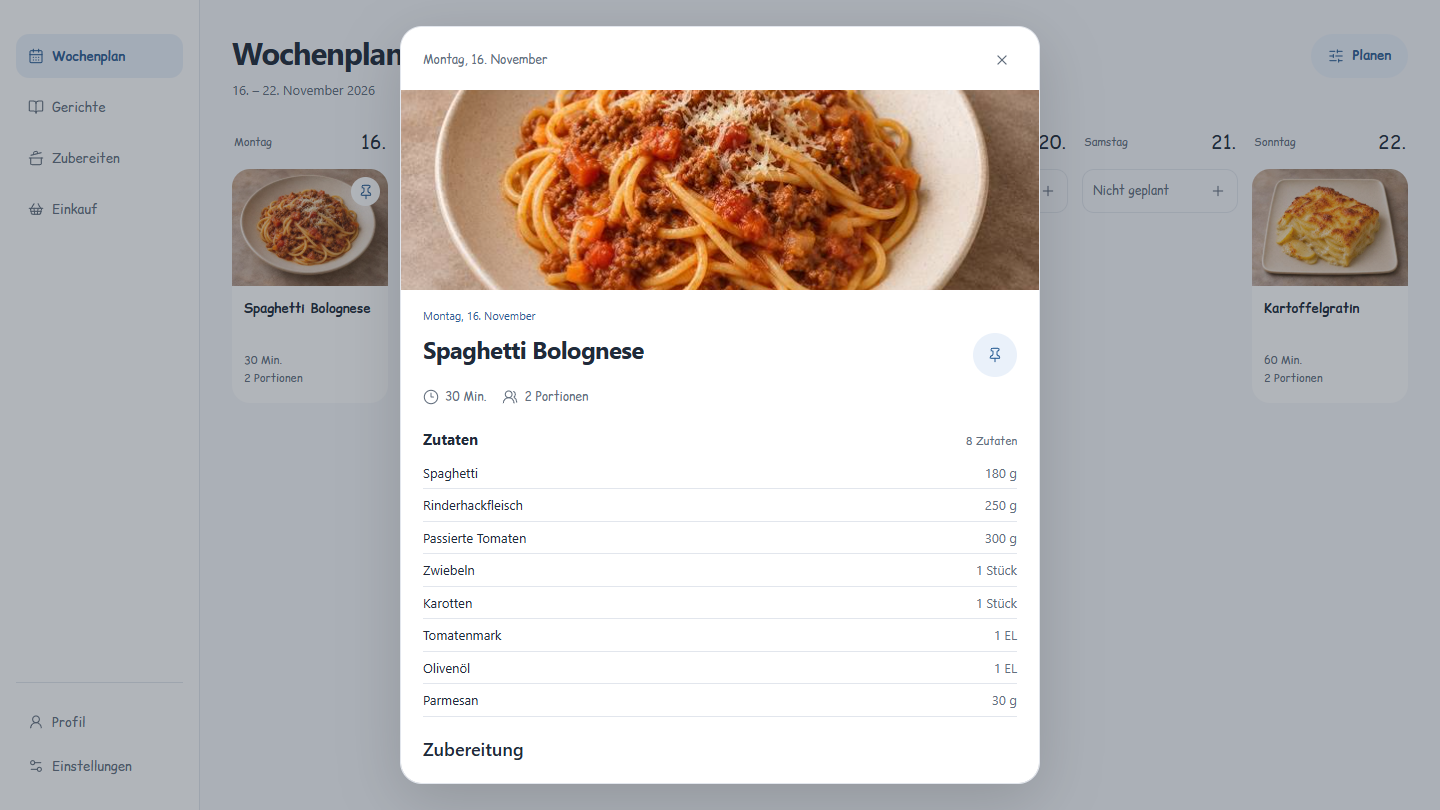 Wochenplan
Gerichte
Zubereiten
Einkauf
Profil
Einstellungen
Wochenplan
16. – 22. November 2026
Planen
Montag 16.
Spaghetti Bolognese
30 Min.
2 Portionen
20.
Samstag 21.
Nicht geplant
Sonntag 22.
Kartoffelgratin
60 Min.
2 Portionen
Montag, 16. November
Montag, 16. November
Spaghetti Bolognese
30 Min. 2 Portionen
Zutaten 8 Zutaten
Spaghetti 180 g
Rinderhackfleisch 250 g
Passierte Tomaten 300 g
Zwiebeln 1 Stück
Karotten 1 Stück
Tomatenmark 1 EL
Olivenöl 1 EL
Parmesan 30 g
Zubereitung